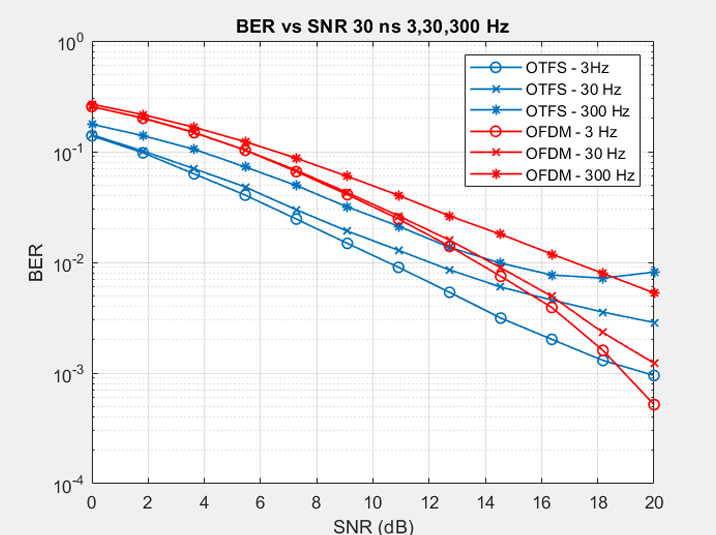 BER vs SNR 30 ns 3,30,300 Hz
10^0
OTFS - 3Hz
OTFS - 30 Hz
OTFS - 300 Hz
OFDM - 3 Hz
OFDM - 30 Hz
OFDM - 300 Hz
10^-1
BER
10^-2
10^-3
10^-4
0 2 4 6 8 10 12 14 16 18 20
SNR (dB)